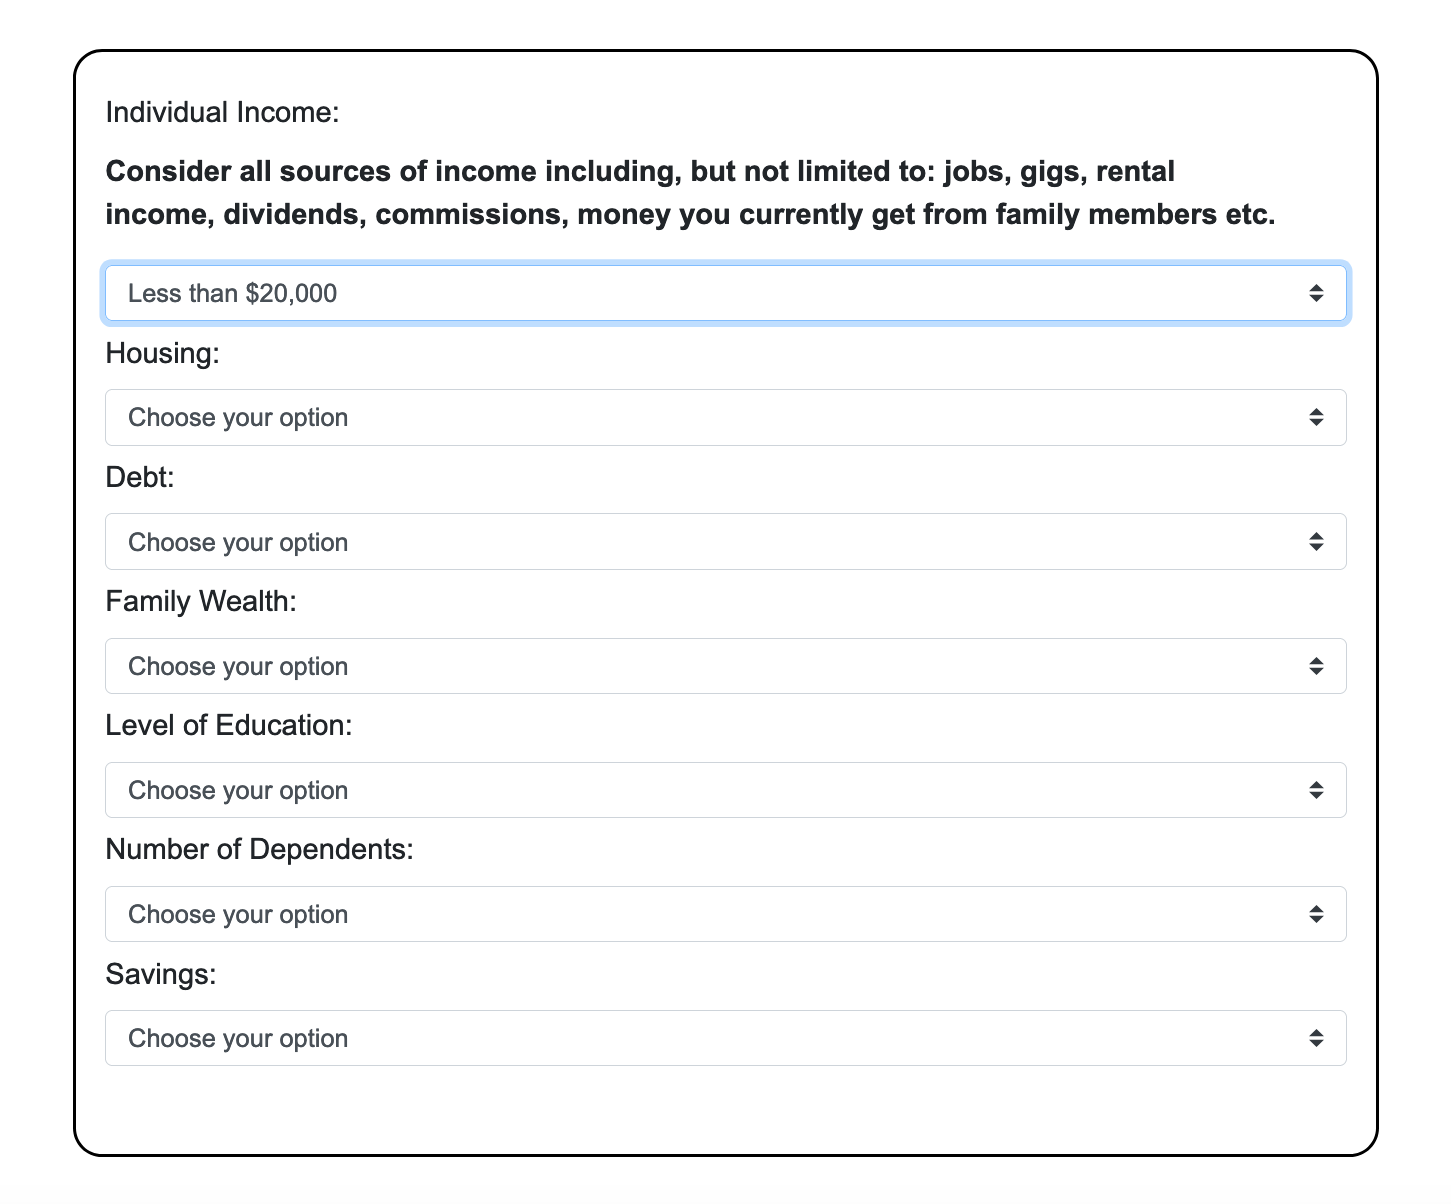 Individual Income:
Consider all sources of income including, but not limited to: jobs, gigs, rental
income, dividends, commissions, money you currently get from family members etc.
Less than $20,000
Housing:
Choose your option
Debt:
Choose your option
Family Wealth:
Choose your option
Level of Education:
Choose your option
Number of Dependents:
Choose your option
Savings:
Choose your option